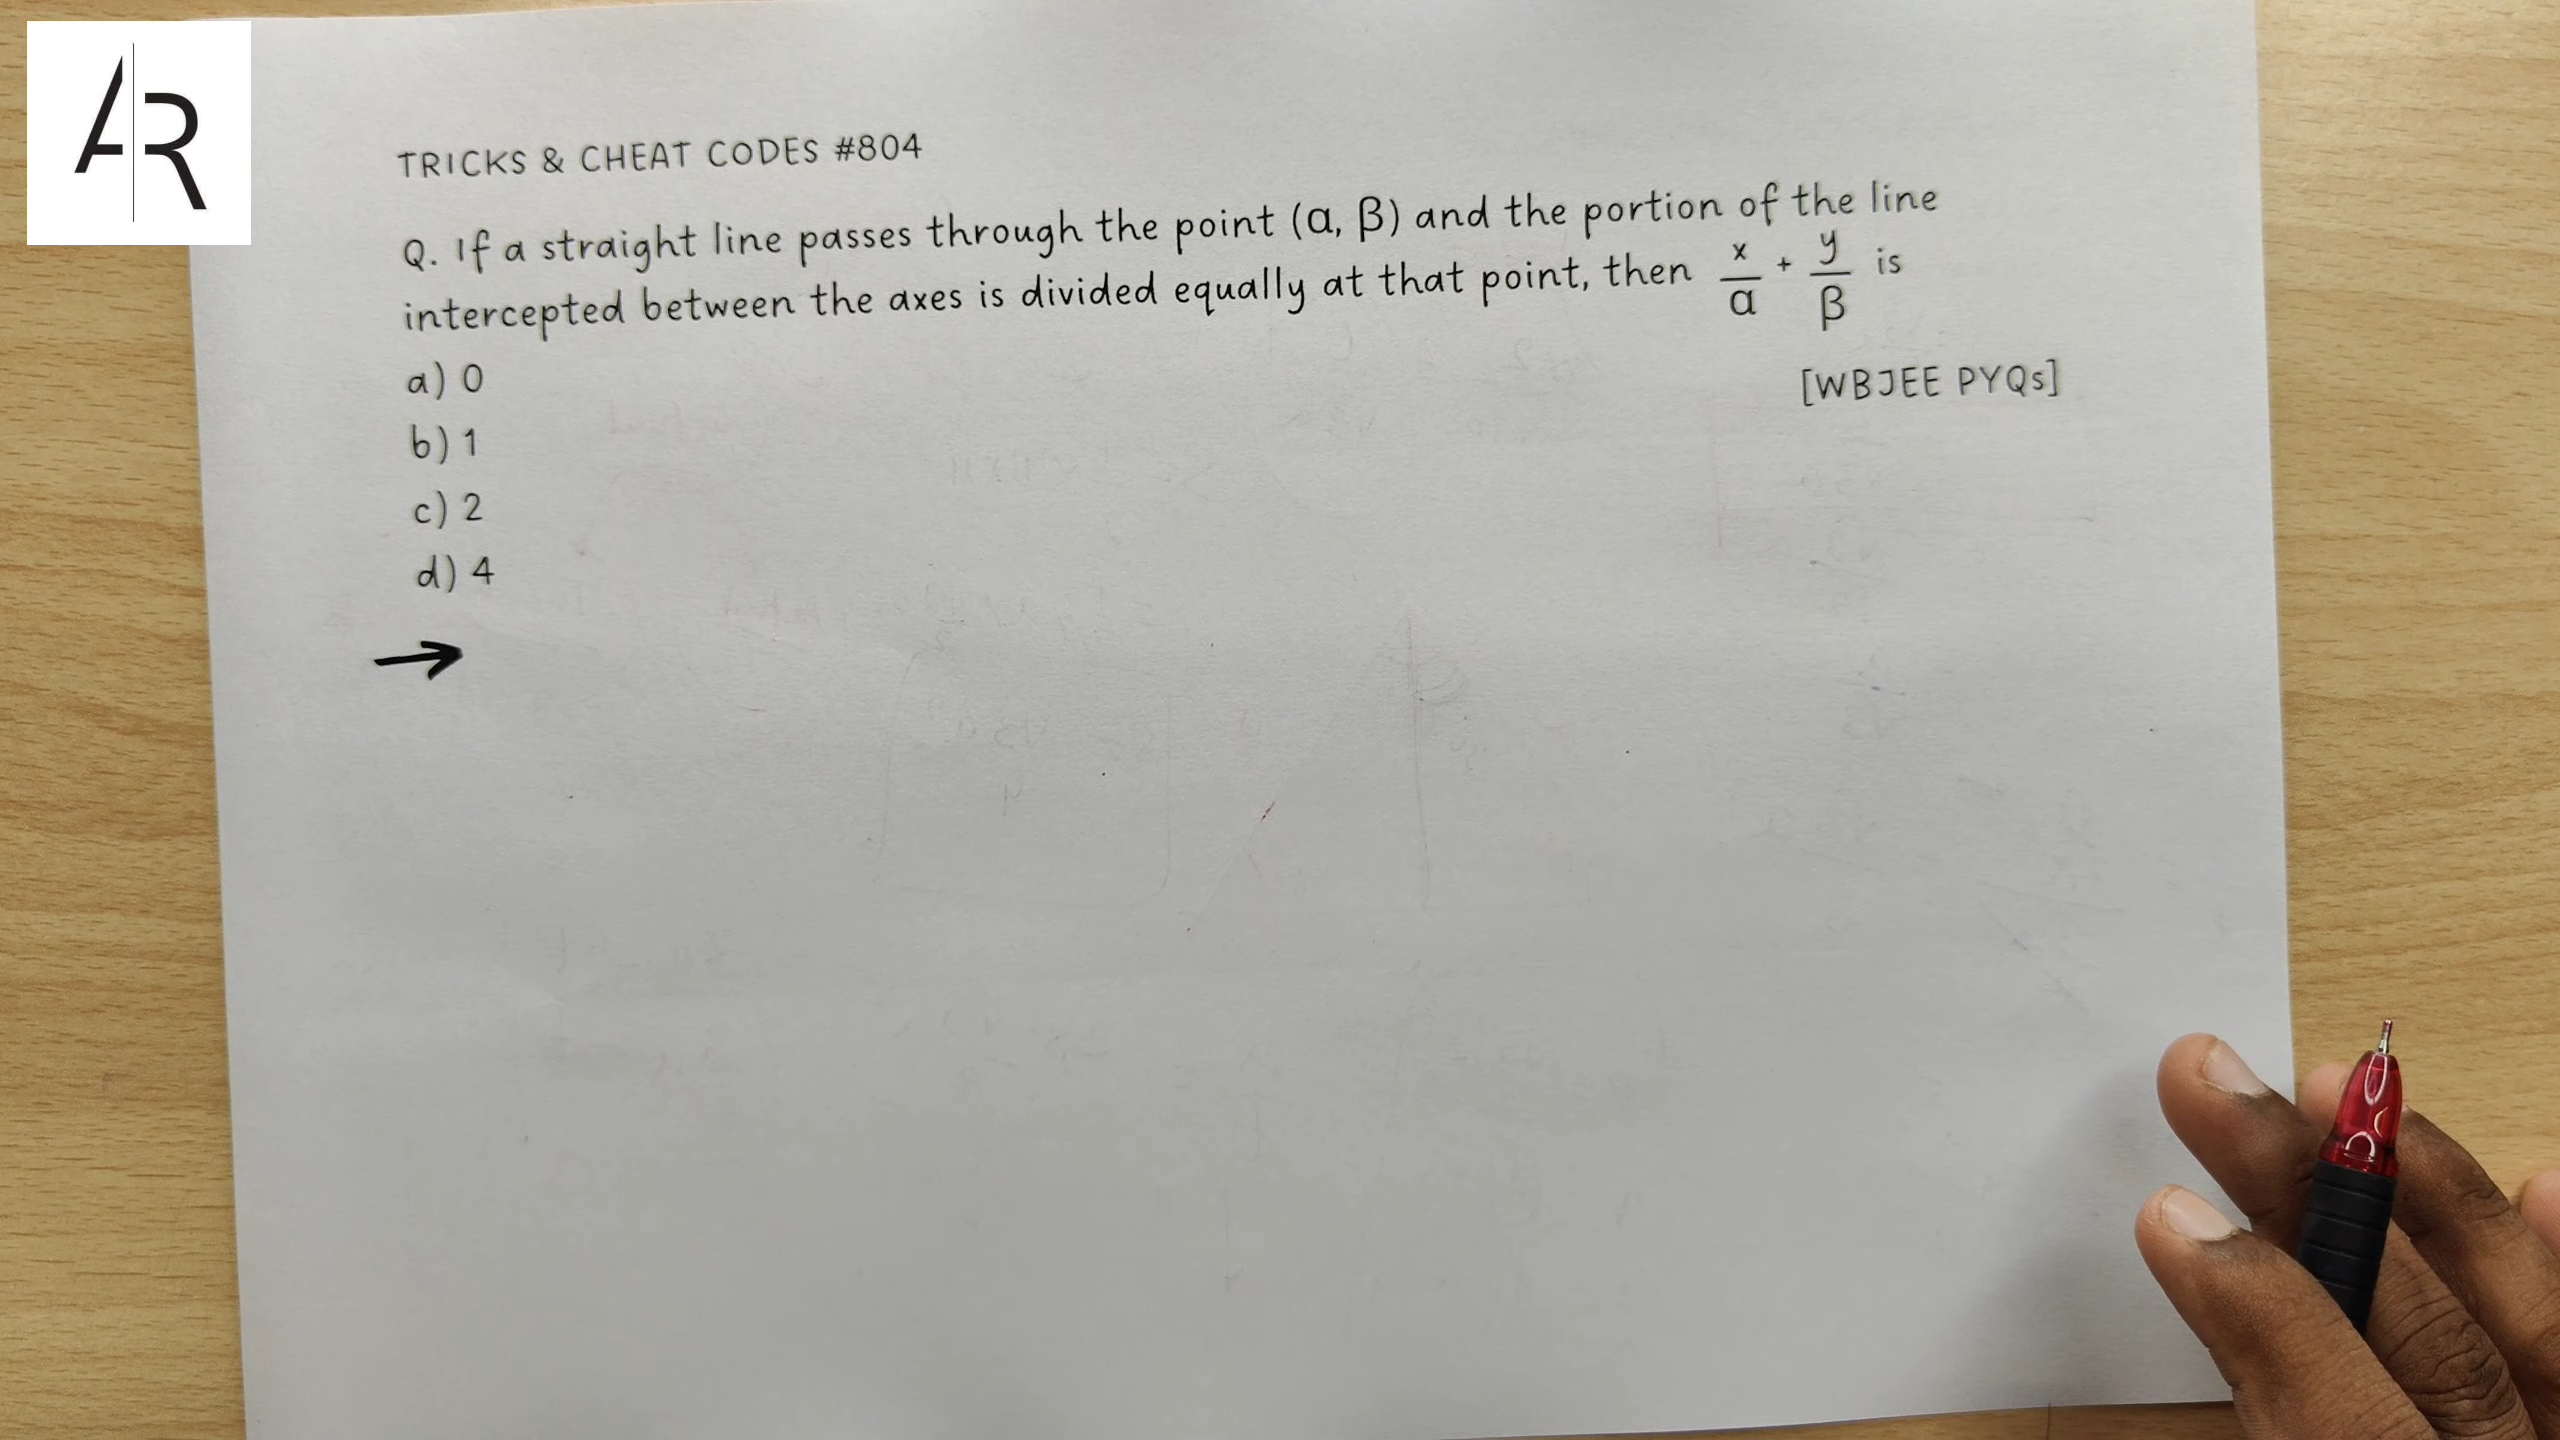 AR
TRICKS & CHEAT CODES #804
Q. If a straight line passes through the point (α, β) and the portion of the line
intercepted between the axes is divided equally at that point, then x/α + y/β is
a) 0
[WBJEE PYQs]
b) 1
c) 2
d) 4